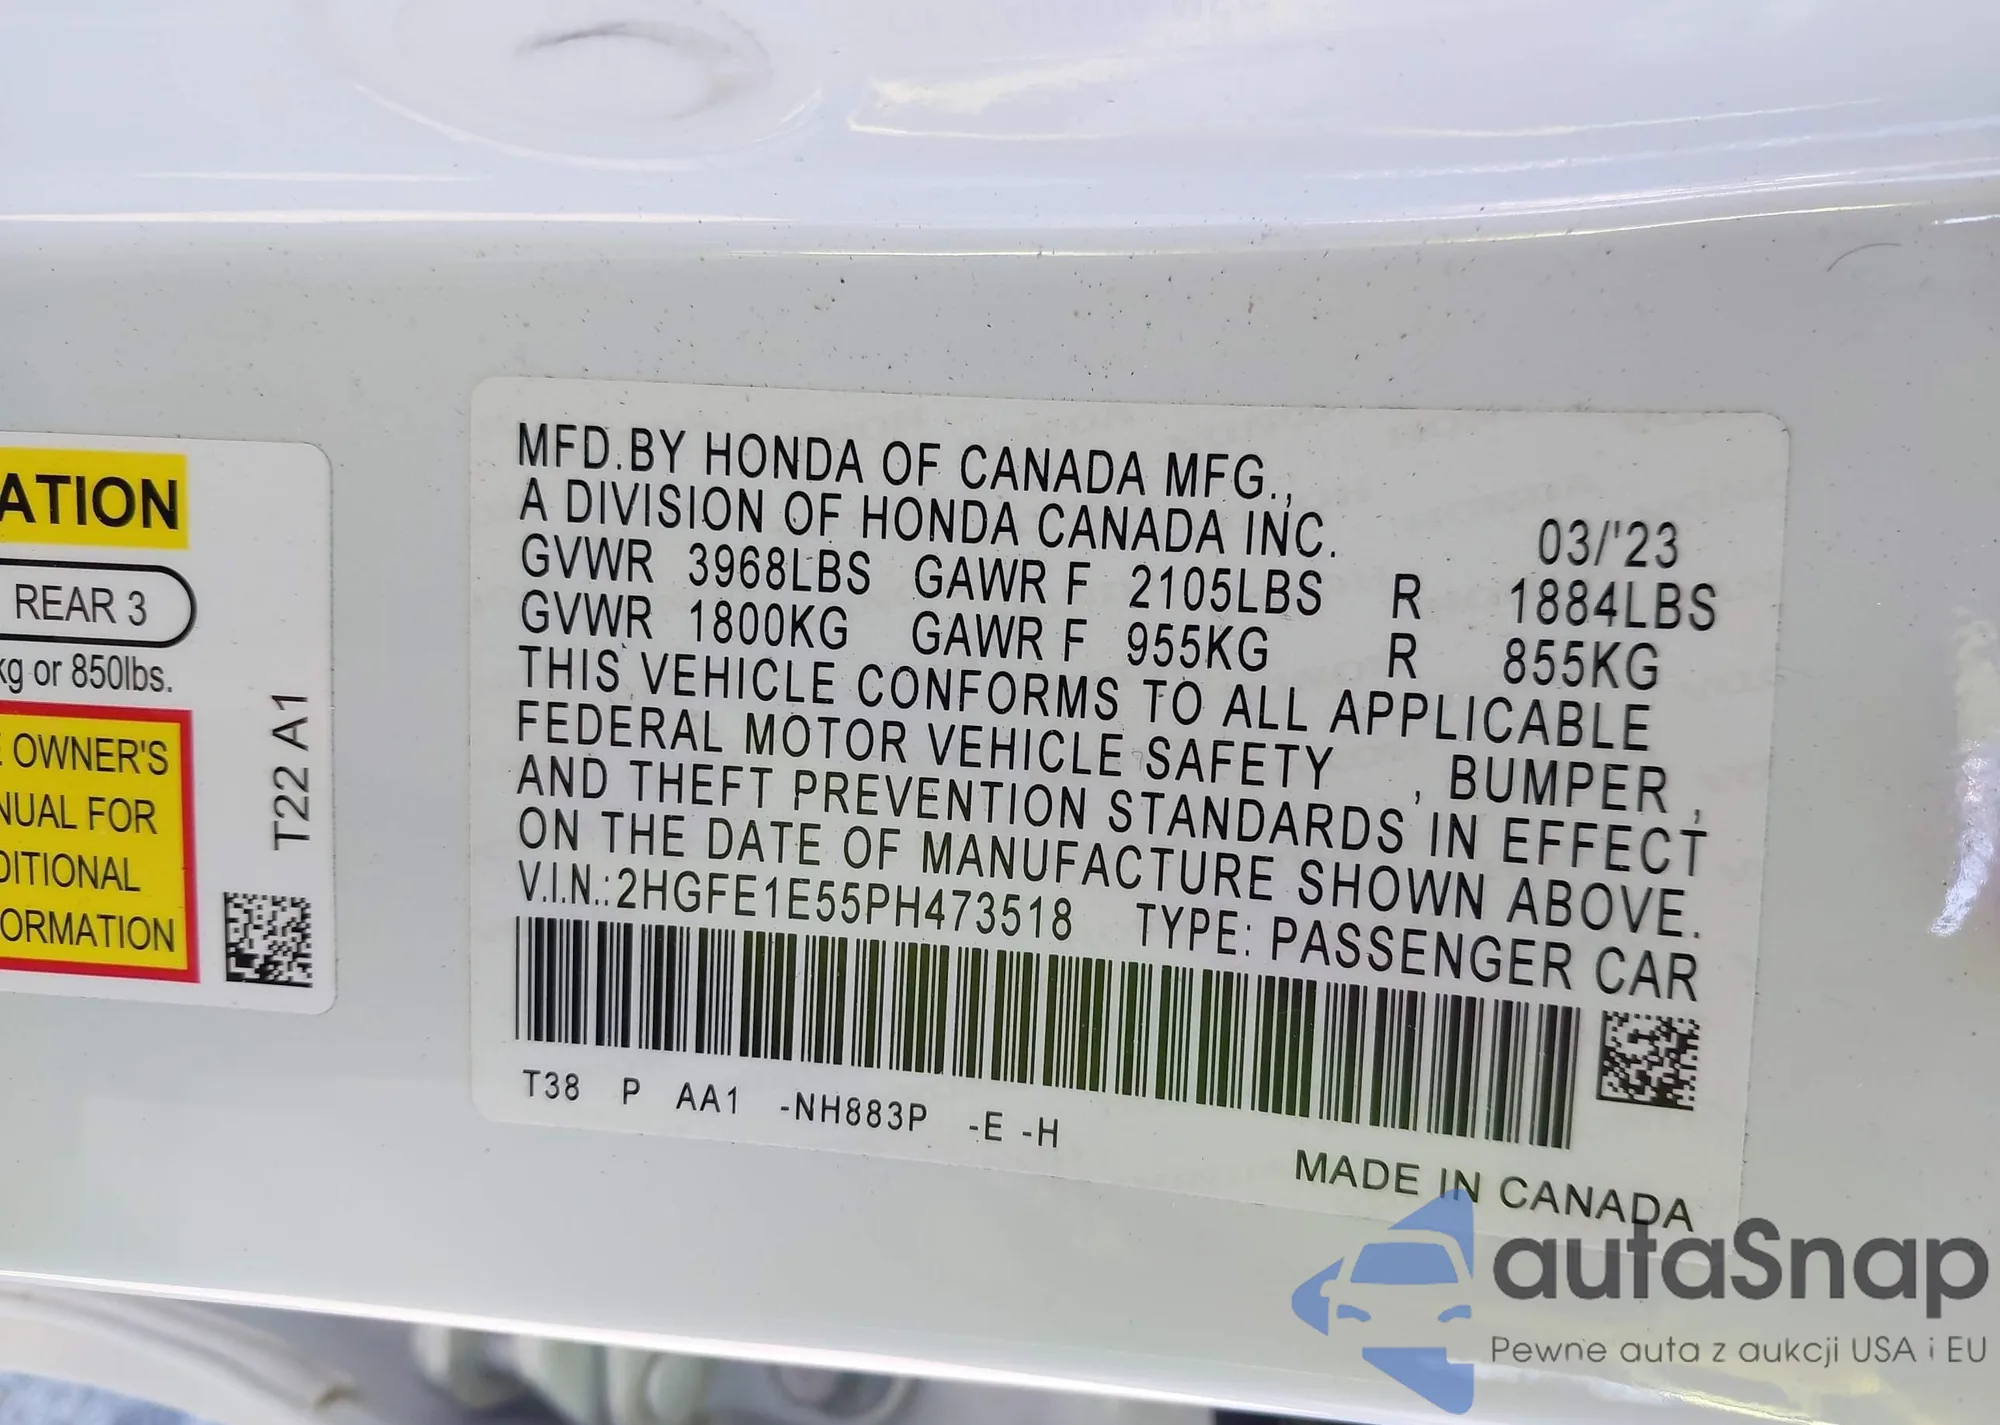 ATION
REAR 3
kg or 850lbs.
OWNER'S
NUAL FOR
DITIONAL
ORMATION
T22 A1
MFD.BY HONDA OF CANADA MFG.,
A DIVISION OF HONDA CANADA INC. 03/'23
GVWR 3968LBS GAWR F 2105LBS R 1884LBS
GVWR 1800KG GAWR F 955KG R 855KG
THIS VEHICLE CONFORMS TO ALL APPLICABLE
FEDERAL MOTOR VEHICLE SAFETY , BUMPER ,
AND THEFT PREVENTION STANDARDS IN EFFECT
ON THE DATE OF MANUFACTURE SHOWN ABOVE.
V.I.N.:2HGFE1E55PH473518 TYPE: PASSENGER CAR
T38 P AA1 -NH883P -E -H
MADE IN CANADA
autaSnap
Pewne auta z aukcji USA i EU